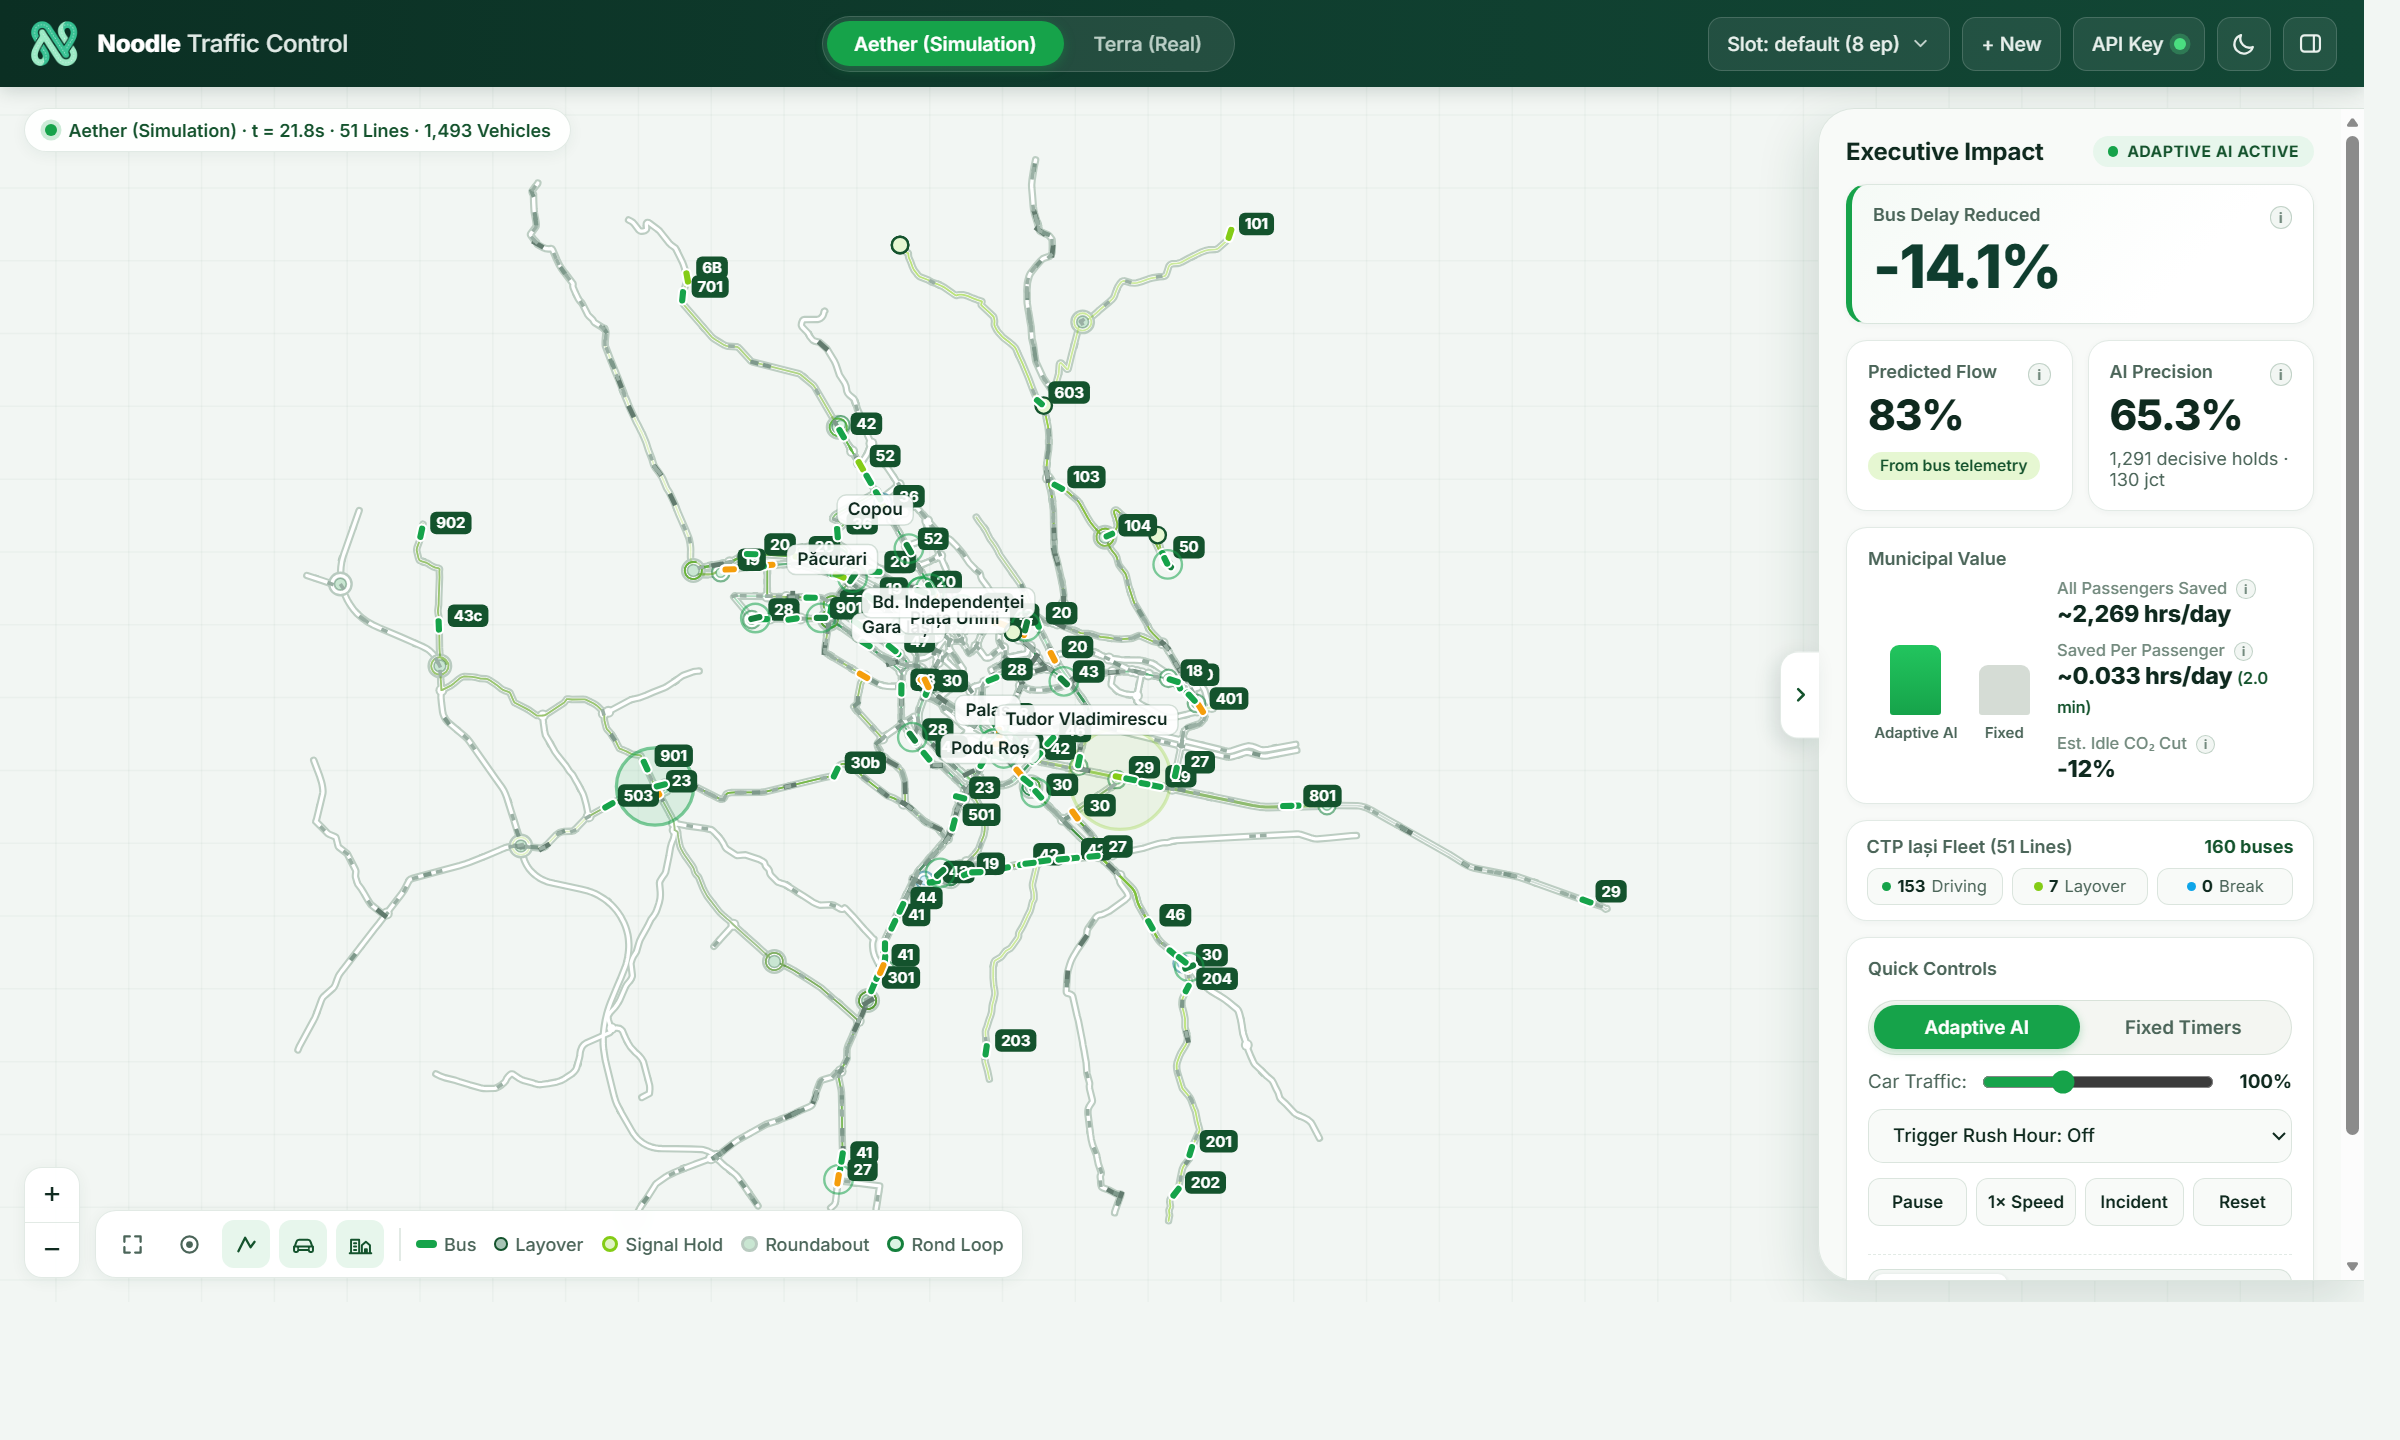 Noodle Traffic Control
Aether (Simulation)
Terra (Real)
Slot: default (8 ep)
+ New
API Key
Aether (Simulation) · t = 21.8s · 51 Lines · 1,493 Vehicles
101
6B
701
603
42
52
103
Copou
902
104
52
50
20
19
Păcurari
20
20
28
901
Bd. Independenței
20
43c
Gara
Piața Unirii
20
28
43
18
30
401
Pala
Tudor Vladimirescu
28
Podu Roș
42
901
30b
29
27
23
503
23
30
30
801
501
27
19
29
44
41
46
41
301
30
204
203
41
27
201
202
+
−
Bus
Layover
Signal Hold
Roundabout
Rond Loop
Executive Impact
ADAPTIVE AI ACTIVE
Bus Delay Reduced
-14.1%
Predicted Flow
83%
From bus telemetry
AI Precision
65.3%
1,291 decisive holds ·
130 jct
Municipal Value
Adaptive AI
Fixed
All Passengers Saved
~2,269 hrs/day
Saved Per Passenger
~0.033 hrs/day (2.0
min)
Est. Idle CO₂ Cut
-12%
CTP Iași Fleet (51 Lines)
160 buses
153 Driving
7 Layover
0 Break
Quick Controls
Adaptive AI
Fixed Timers
Car Traffic:
100%
Trigger Rush Hour: Off
Pause
1× Speed
Incident
Reset